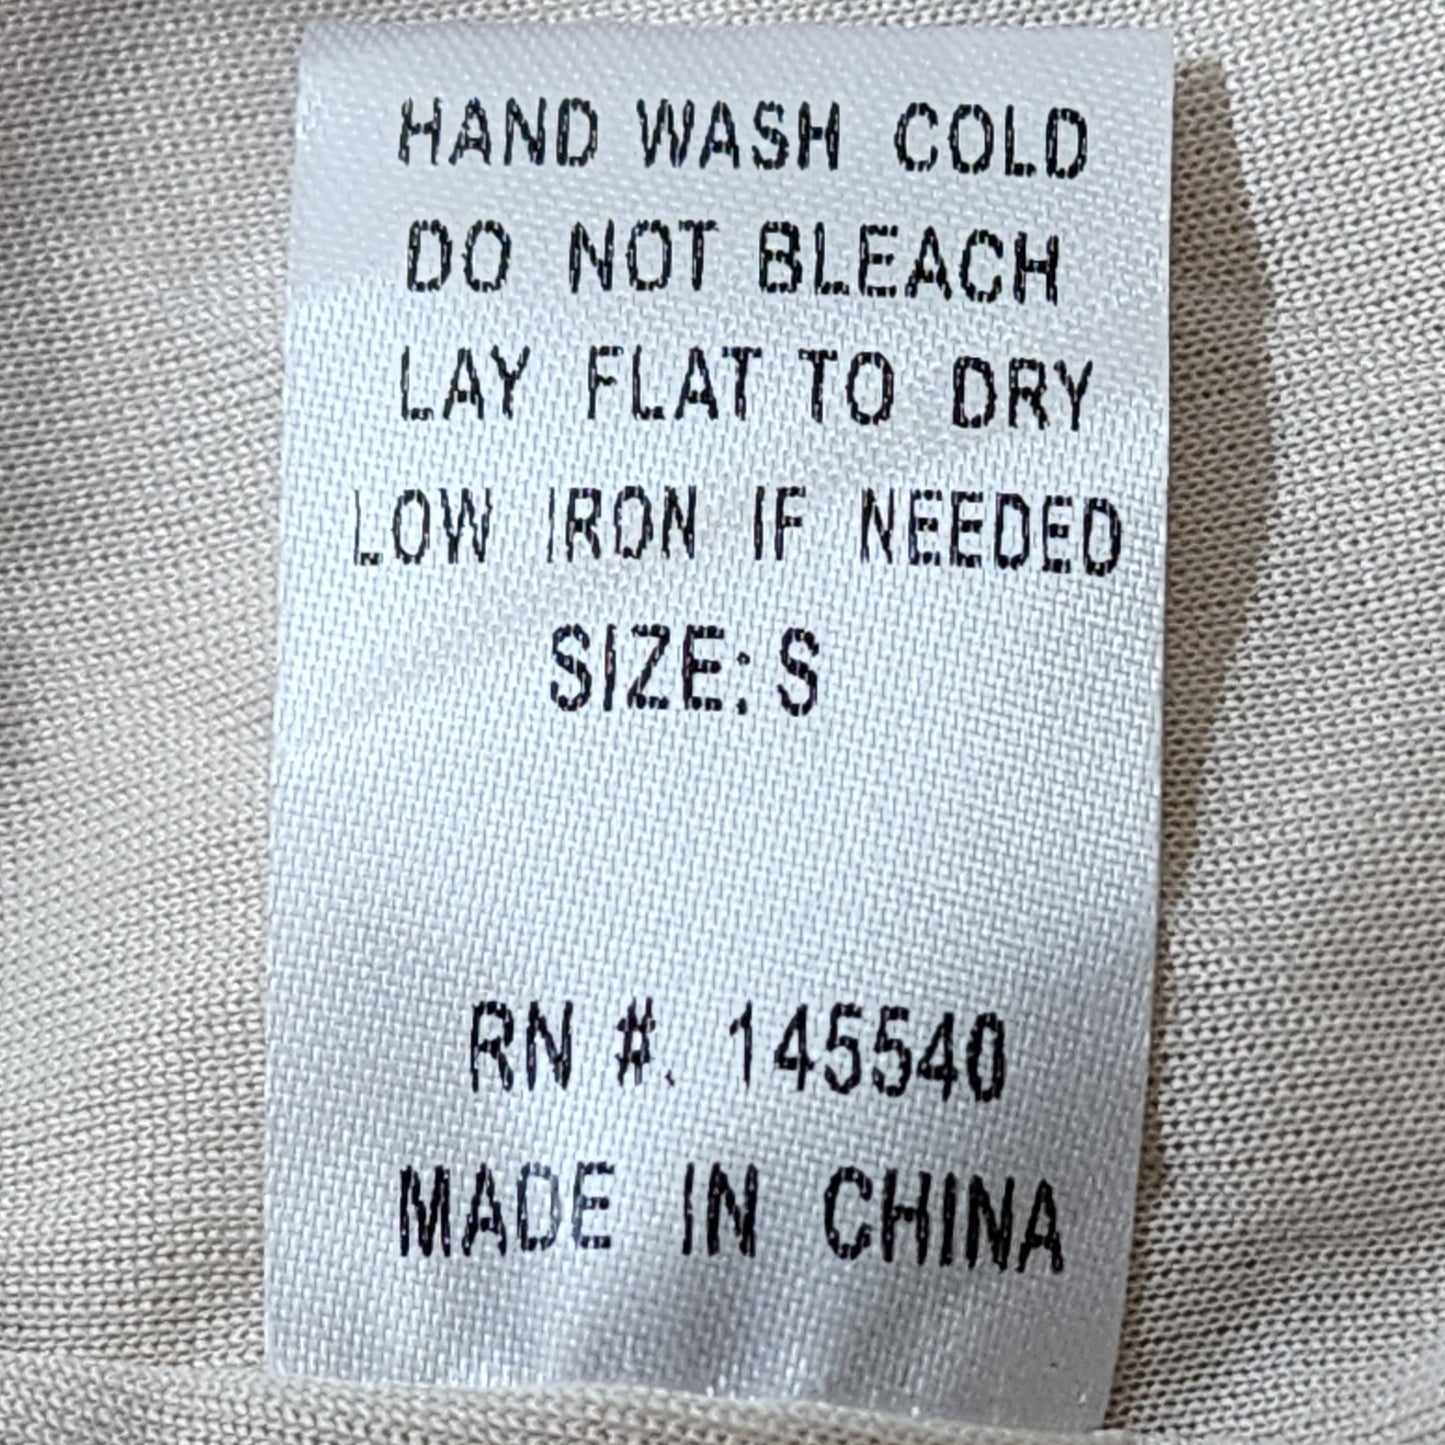 HAND WASH COLD
DO NOT BLEACH
LAY FLAT TO DRY
LOW IRON IF NEEDED
SIZE: S
RN #. 145540
MADE IN CHINA